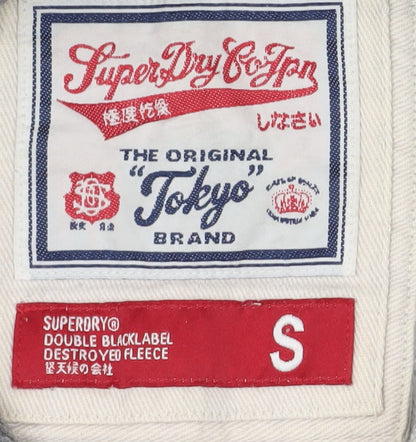 SuperDry Co Jpn
極度乾燥
しなさい
THE ORIGINAL
"Tokyo"
BRAND
SUPERDRY®
DOUBLE BLACKLABEL
DESTROYED FLEECE
S